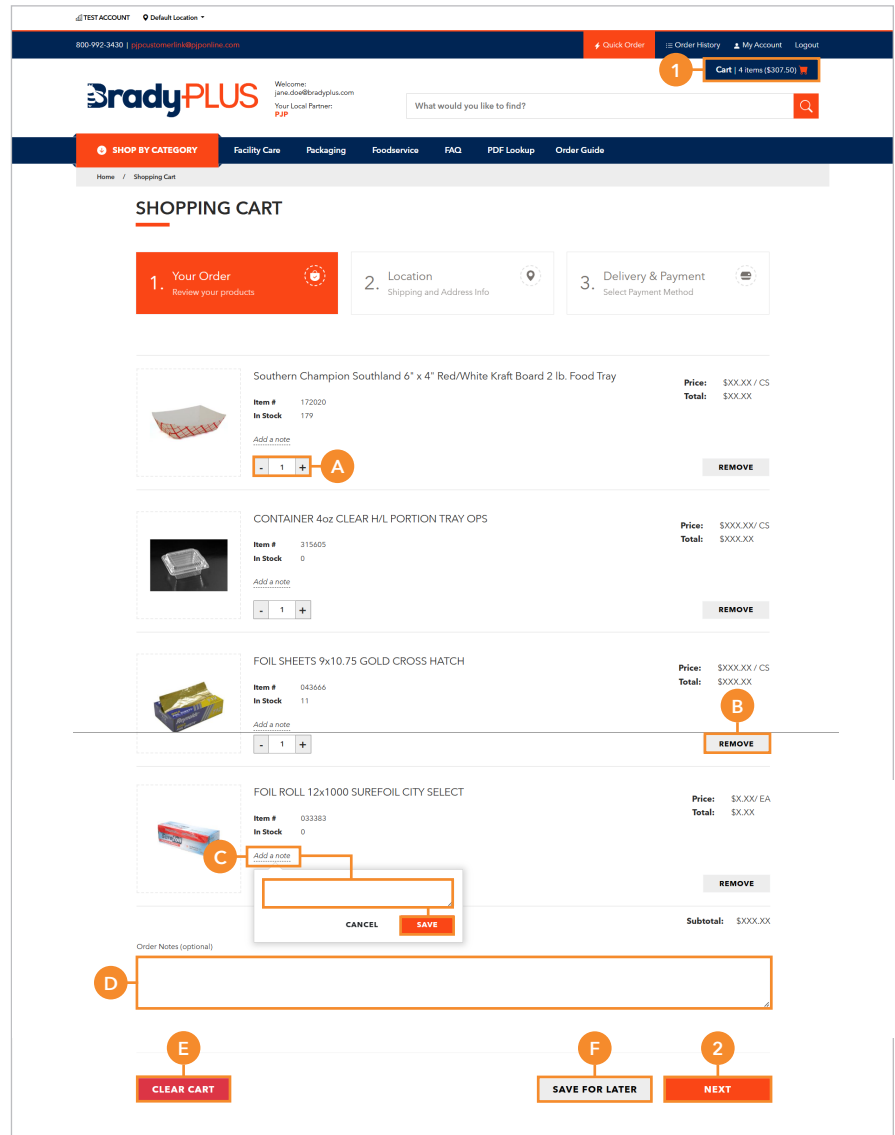 TEST ACCOUNT Default Location
800-992-3430 | pjpcustomerlink@pjponline.com Quick Order Order History My Account Logout
1 Cart | 4 items ($307.50)
BradyPLUS
Welcome:
jane.doe@bradyplus.com
Your Local Partner:
PJP
What would you like to find?
SHOP BY CATEGORY Facility Care Packaging Foodservice FAQ PDF Lookup Order Guide
Home / Shopping Cart
SHOPPING CART
1. Your Order
Review your products
2. Location
Shipping and Address Info
3. Delivery & Payment
Select Payment Method
Southern Champion Southland 6" x 4" Red/White Kraft Board 2 lb. Food Tray
Price: $XX.XX / CS
Item # 172020
Total: $XX.XX
In Stock 179
Add a note
- 1 + A
REMOVE
CONTAINER 4oz CLEAR H/L PORTION TRAY OPS
Price: $XXX.XX/ CS
Item # 315605
Total: $XXX.XX
In Stock 0
Add a note
- 1 +
REMOVE
FOIL SHEETS 9x10.75 GOLD CROSS HATCH
Price: $XXX.XX / CS
Item # 043666
Total: $XXX.XX
In Stock 11
B
Add a note
- 1 +
REMOVE
FOIL ROLL 12x1000 SUREFOIL CITY SELECT
Price: $X.XX/ EA
Item # 033383
Total: $X.XX
In Stock 0
C Add a note
REMOVE
CANCEL SAVE
Subtotal: $XXX.XX
Order Notes (optional)
D
E F 2
CLEAR CART SAVE FOR LATER NEXT